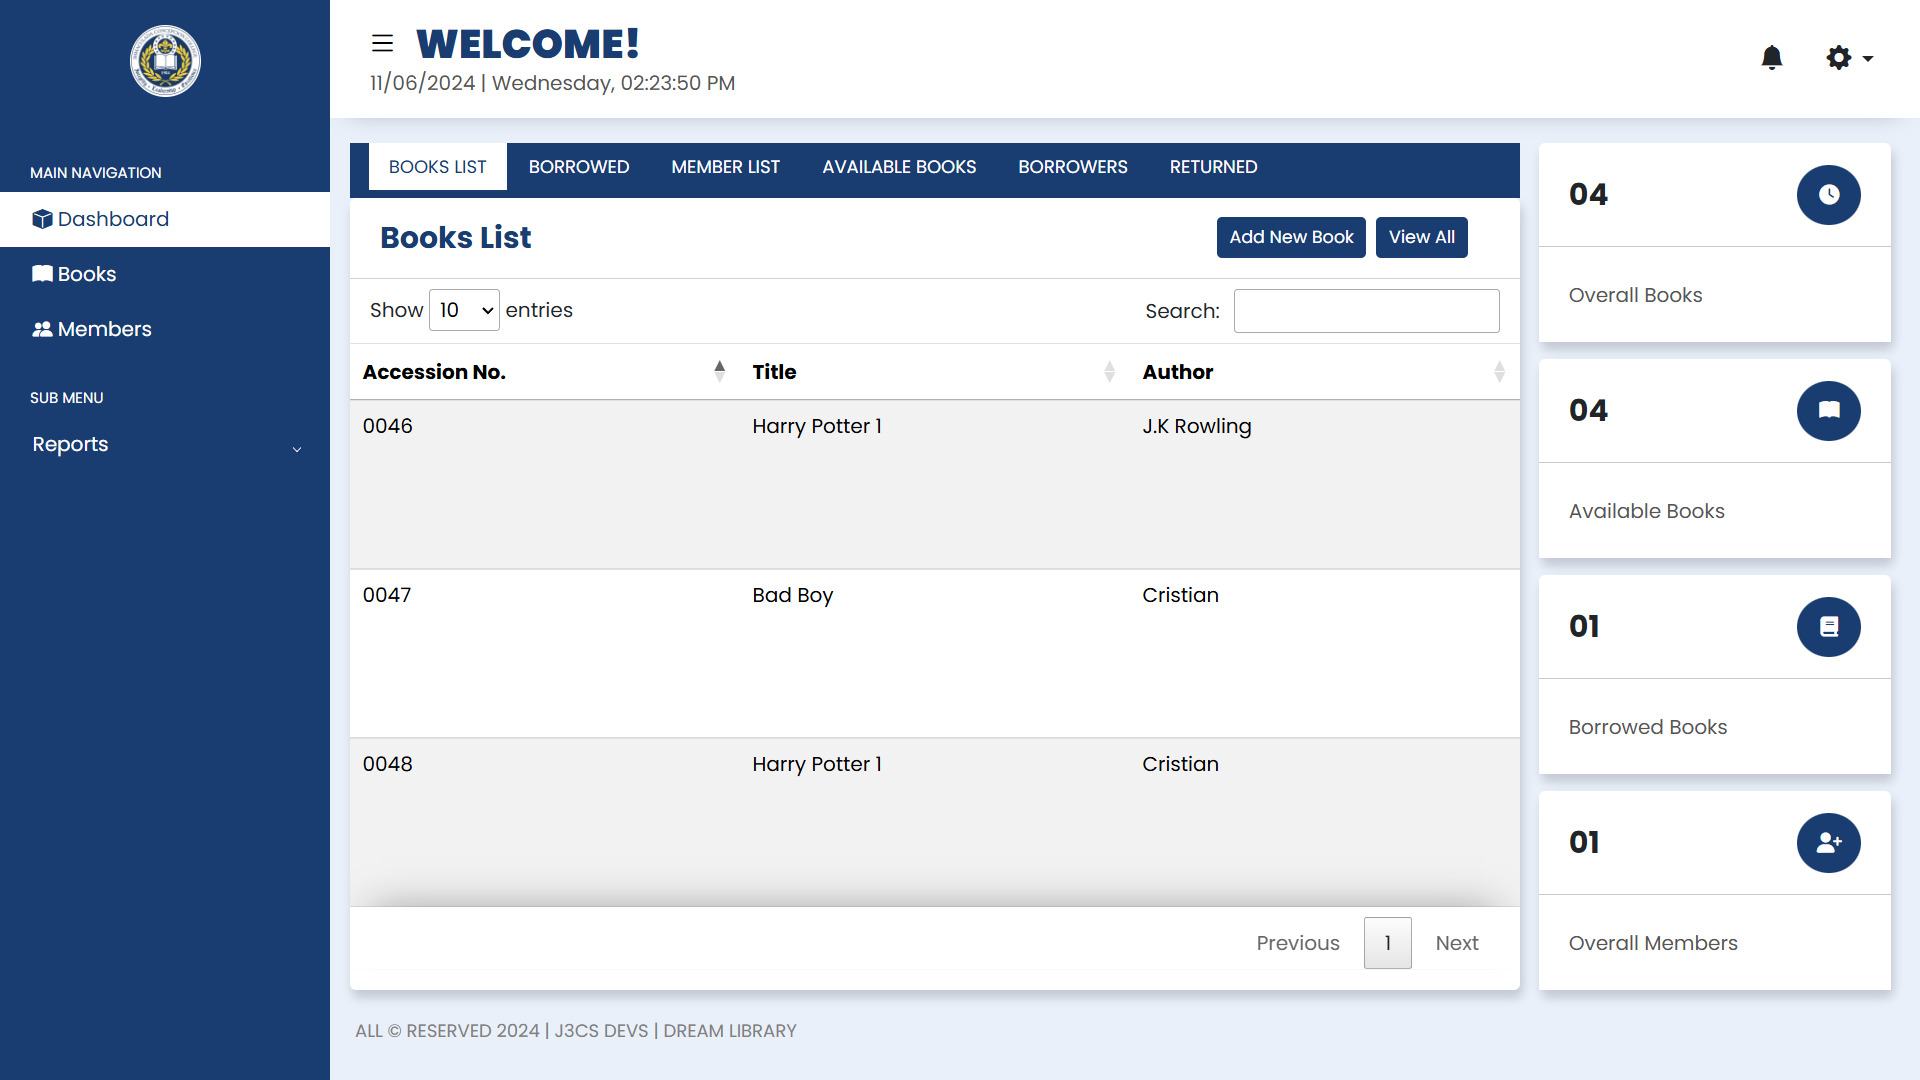 WELCOME!
11/06/2024 | Wednesday, 02:23:50 PM
MAIN NAVIGATION
Dashboard
Books
Members
SUB MENU
Reports
BOOKS LIST BORROWED MEMBER LIST AVAILABLE BOOKS BORROWERS RETURNED
Books List
Add New Book View All
Show 10 entries Search:
Accession No. Title Author
0046 Harry Potter 1 J.K Rowling
0047 Bad Boy Cristian
0048 Harry Potter 1 Cristian
Previous 1 Next
04
Overall Books
04
Available Books
01
Borrowed Books
01
Overall Members
ALL © RESERVED 2024 | J3CS DEVS | DREAM LIBRARY